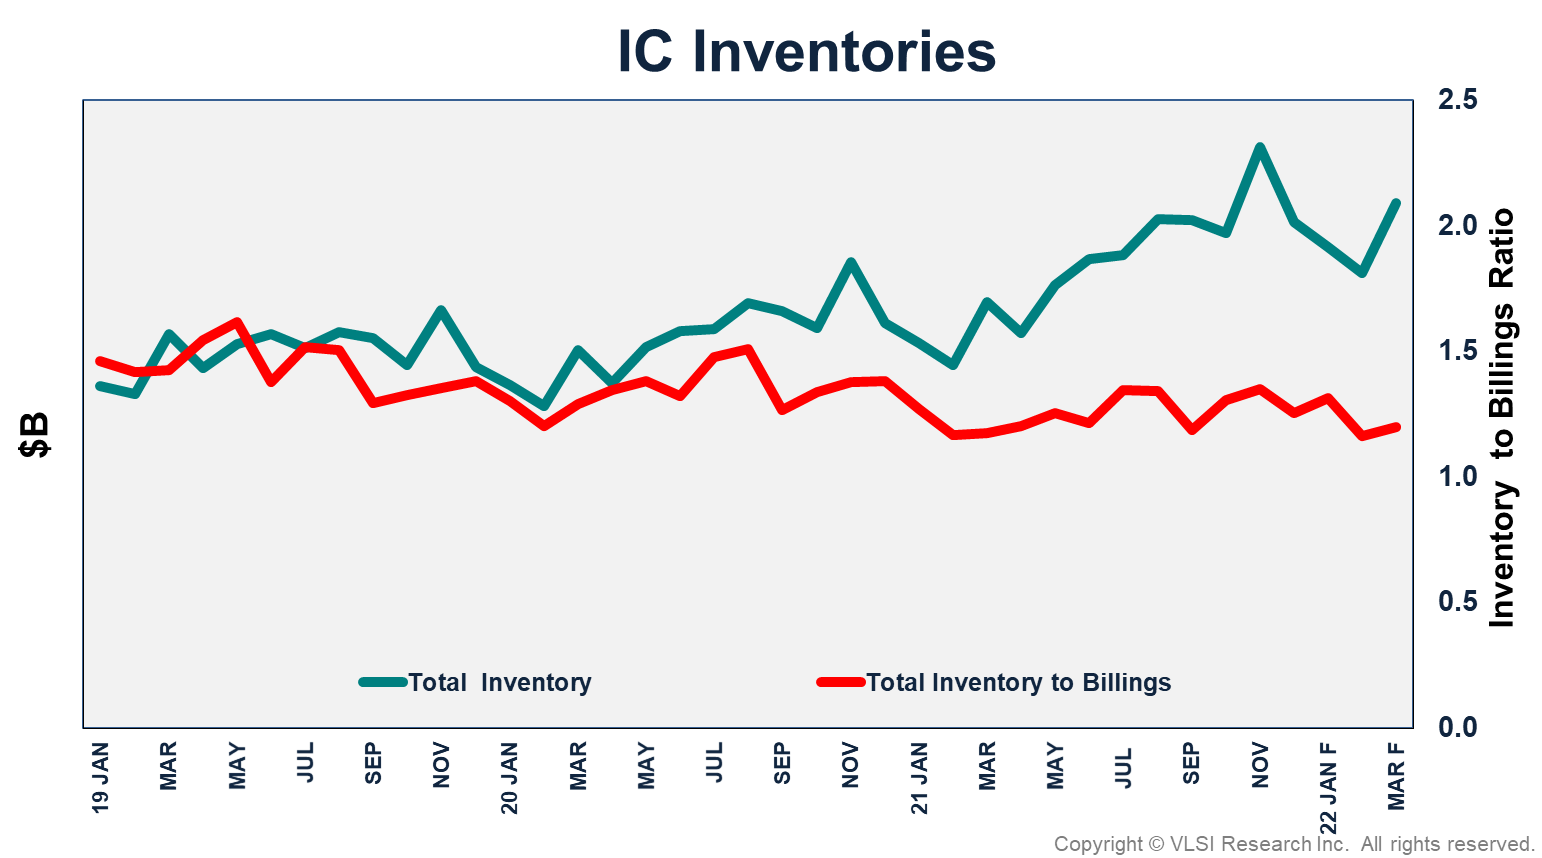 IC Inventories
2.5
2.0
1.5
1.0
0.5
0.0
$B
Inventory to Billings Ratio
Total Inventory
Total Inventory to Billings
19 JAN
MAR
MAY
JUL
SEP
NOV
20 JAN
MAR
MAY
JUL
SEP
NOV
21 JAN
MAR
MAY
JUL
SEP
NOV
22 JAN F
MAR F
Copyright © VLSI Research Inc. All rights reserved.